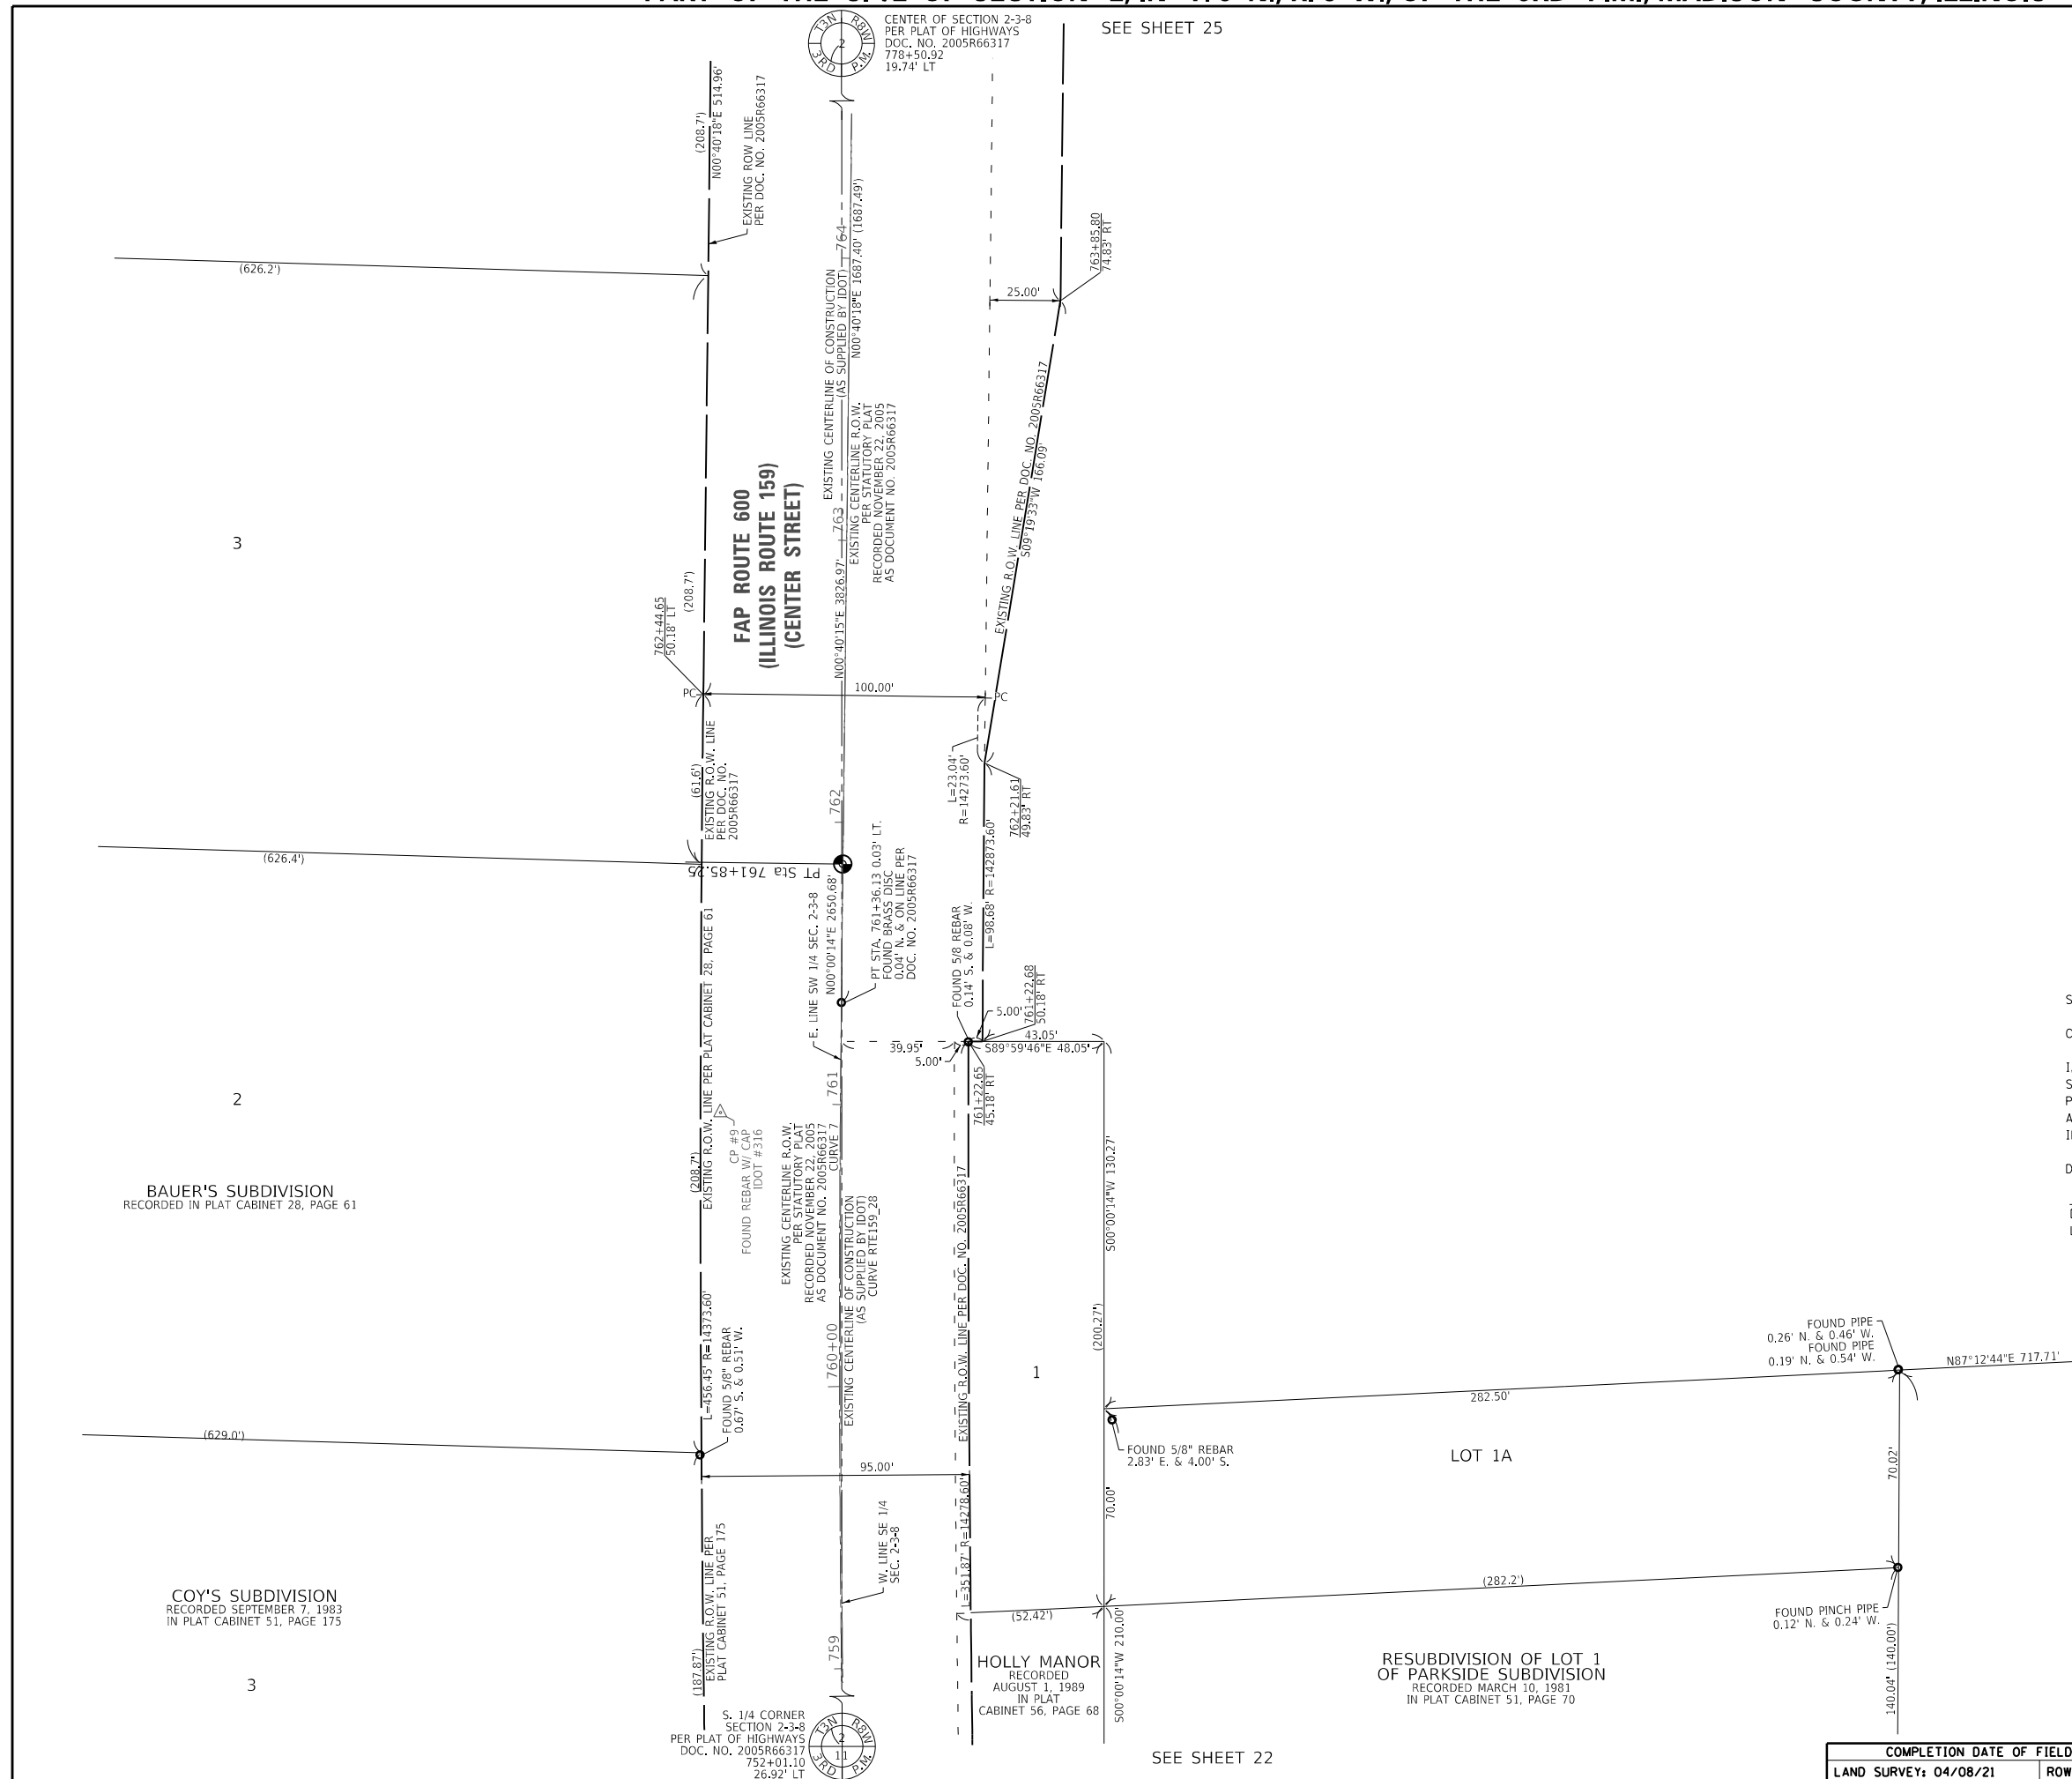 SEE SHEET 25
CENTER OF SECTION 2-3-8
PER PLAT OF HIGHWAYS
DOC. NO. 2005R66317
778+50.92
19.74' LT
T3N
R8W
2
3RD
P.M.
(208.7')
N00°40'18"E 514.96'
EXISTING ROW LINE
PER DOC. NO. 2005R66317
(626.2')
764
N00°40'18"E 1687.40' (1687.49')
EXISTING CENTERLINE OF CONSTRUCTION
(AS SUPPLIED BY IDOT)
763+85.80
74.83' RT
25.00'
EXISTING R.O.W. LINE PER DOC. NO. 2005R66317
S09°19'33"W 166.09'
EXISTING CENTERLINE R.O.W.
PER STATUTORY PLAT
RECORDED NOVEMBER 22, 2005
AS DOCUMENT NO. 2005R66317
763
N00°40'15"E 3826.97'
FAP ROUTE 600
(ILLINOIS ROUTE 159)
(CENTER STREET)
3
(208.7')
762+44.65
50.18' LT
PC
100.00'
PC
(61.6')
EXISTING R.O.W. LINE
PER DOC. NO.
2005R66317
762
L=23.04'
R=14273.60'
762+21.61
49.83' RT
(626.4')
PT Sta 761+85.25
PT STA. 761+36.13 0.03' LT.
FOUND BRASS DISC
0.04' N. & ON LINE PER
DOC. NO. 2005R66317
L=98.68' R=142873.60'
E. LINE SW 1/4 SEC. 2-3-8
N00°00'14"E 2650.68'
FOUND 5/8 REBAR
0.14' S. & 0.08' W.
5.00'
761+22.68
50.18' RT
43.05'
39.95'
5.00'
S89°59'46"E 48.05'
761+22.65
45.18' RT
EXISTING R.O.W. LINE PER PLAT CABINET 28, PAGE 61
761
2
CP #9
FOUND REBAR W/ CAP
IDOT #316
(208.7')
BAUER'S SUBDIVISION
RECORDED IN PLAT CABINET 28, PAGE 61
EXISTING CENTERLINE R.O.W.
PER STATUTORY PLAT
RECORDED NOVEMBER 22, 2005
AS DOCUMENT NO. 2005R66317
CURVE 7
EXISTING CENTERLINE OF CONSTRUCTION
(AS SUPPLIED BY IDOT)
CURVE RTE159_28
EXISTING R.O.W. LINE PER DOC. NO. 2005R66317
S00°00'14"W 130.27'
(200.27')
L=456.45' R=14373.60'
FOUND 5/8" REBAR
0.67' S. & 0.51' W.
760+00
1
FOUND PIPE
0.26' N. & 0.46' W.
FOUND PIPE
0.19' N. & 0.54' W.
N87°12'44"E 717.71'
282.50'
(629.0')
FOUND 5/8" REBAR
2.83' E. & 4.00' S.
LOT 1A
95.00'
70.02'
70.00'
L=351.87' R=14278.60'
W. LINE SE 1/4
SEC. 2-3-8
EXISTING R.O.W. LINE PER
PLAT CABINET 51, PAGE 175
(187.87')
COY'S SUBDIVISION
RECORDED SEPTEMBER 7, 1983
IN PLAT CABINET 51, PAGE 175
3
759
(52.42')
(282.2')
FOUND PINCH PIPE
0.12' N. & 0.24' W.
S00°00'14"W 210.00'
HOLLY MANOR
RECORDED
AUGUST 1, 1989
IN PLAT
CABINET 56, PAGE 68
RESUBDIVISION OF LOT 1
OF PARKSIDE SUBDIVISION
RECORDED MARCH 10, 1981
IN PLAT CABINET 51, PAGE 70
140.04' (140.00')
S. 1/4 CORNER
SECTION 2-3-8
PER PLAT OF HIGHWAYS
DOC. NO. 2005R66317
752+01.10
26.92' LT
T3N
R8W
2
11
3RD
P.M.
SEE SHEET 22
COMPLETION DATE OF FIELD
LAND SURVEY: 04/08/21
ROW